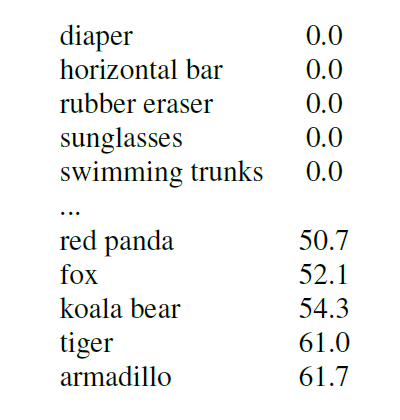 diaper 0.0
horizontal bar 0.0
rubber eraser 0.0
sunglasses 0.0
swimming trunks 0.0
...
red panda 50.7
fox 52.1
koala bear 54.3
tiger 61.0
armadillo 61.7